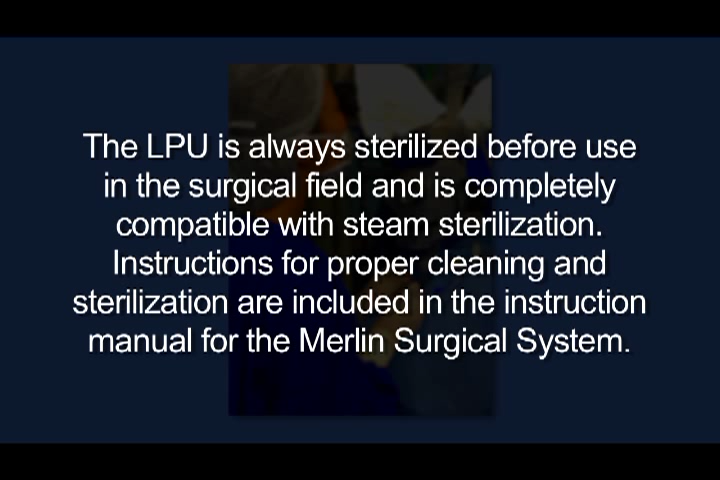 The LPU is always sterilized before use
in the surgical field and is completely
compatible with steam sterilization.
Instructions for proper cleaning and
sterilization are included in the instruction
manual for the Merlin Surgical System.